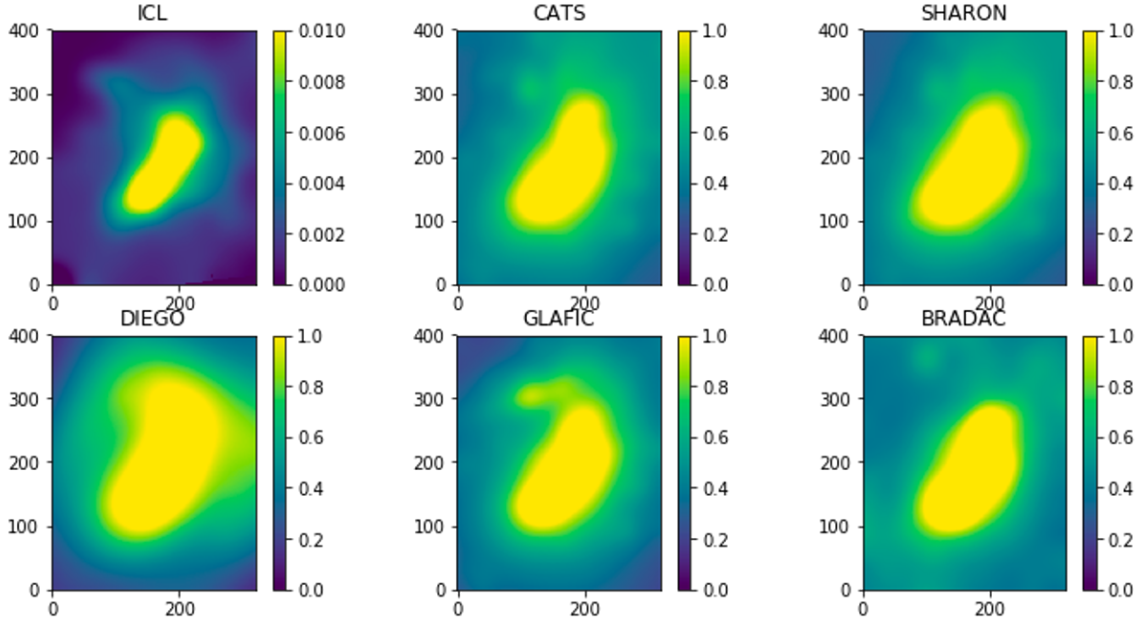 ICL CATS SHARON
400 0.010 400 1.0 400 1.0
300 0.008 300 0.8 300 0.8
0.006 0.6 0.6
200 200 200
0.004 0.4 0.4
100 100 100
0.002 0.2 0.2
0 0.000 0 0.0 0 0.0
0 200 0 200 0 200
DIEGO GLAFIC BRADAC
400 1.0 400 1.0 400 1.0
300 0.8 300 0.8 300 0.8
0.6 0.6 0.6
200 200 200
0.4 0.4 0.4
100 100 100
0.2 0.2 0.2
0 0.0 0 0.0 0 0.0
0 200 0 200 0 200